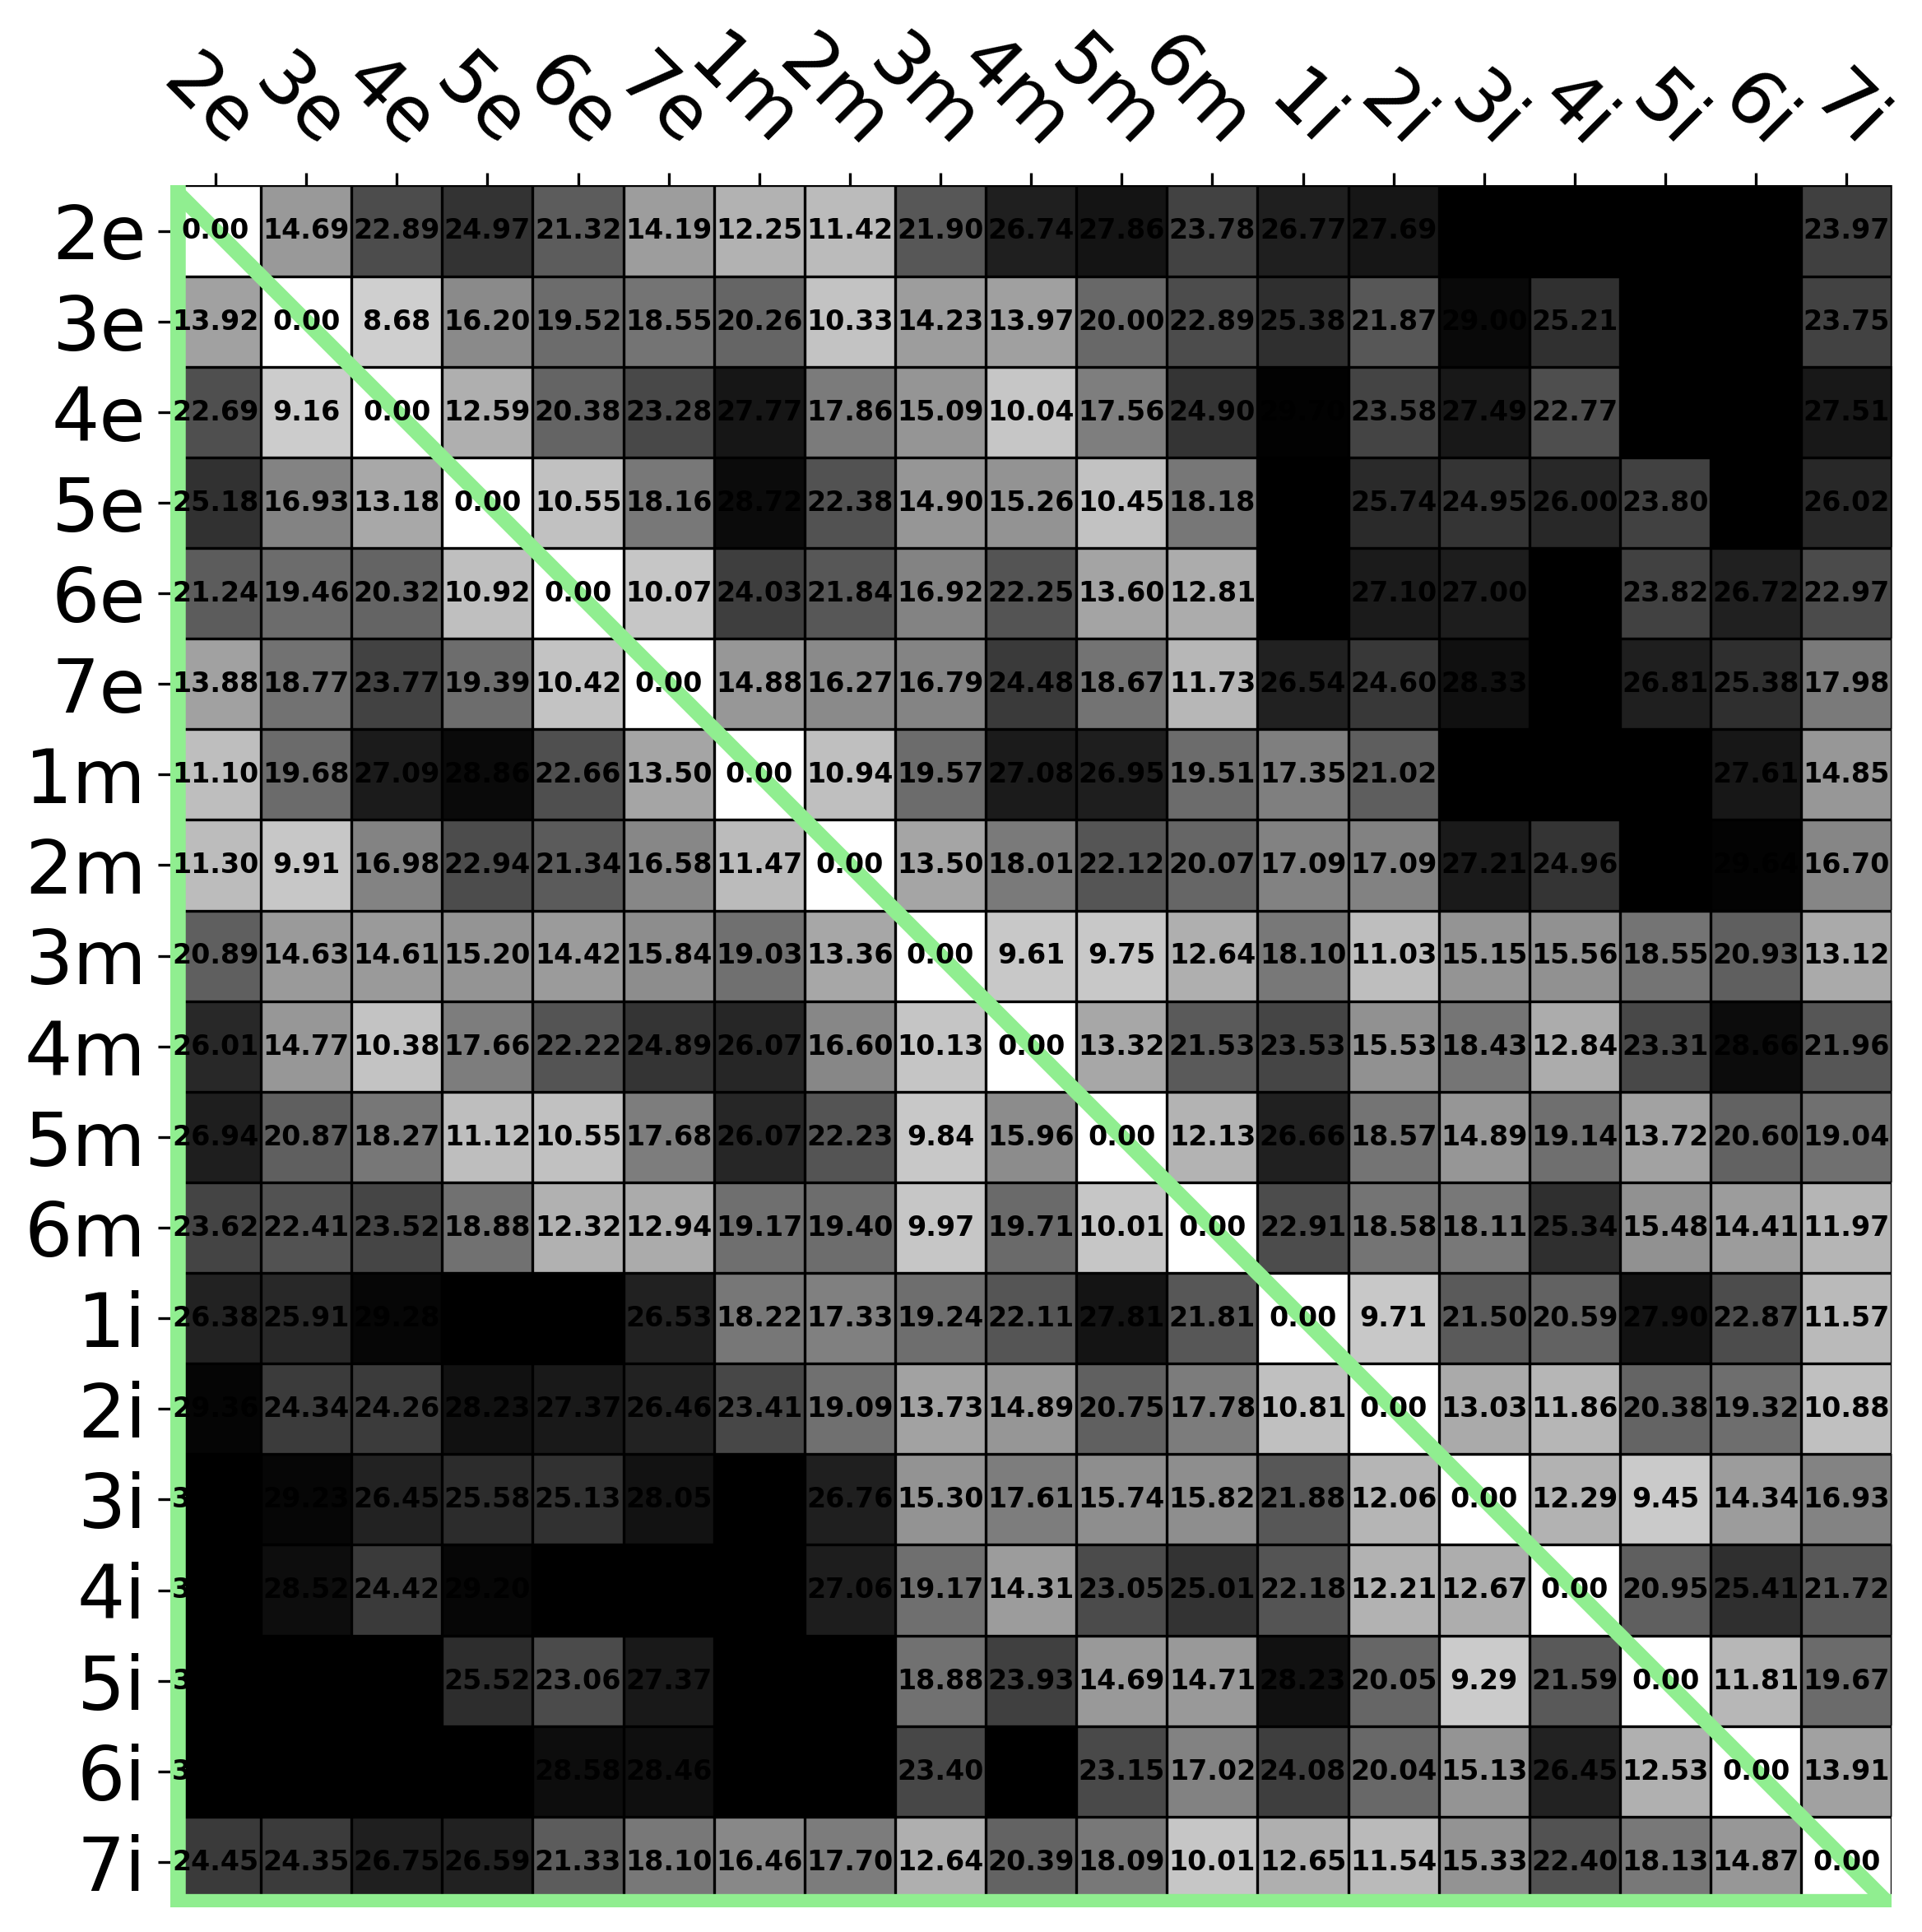 2e 3e 4e 5e 6e 7e 1m 2m 3m 4m 5m 6m 1i 2i 3i 4i 5i 6i 7i
2e 0.00 14.69 22.89 24.97 21.32 14.19 12.25 11.42 21.90 26.74 27.86 23.78 26.77 27.69 23.97
3e 13.92 0.00 8.68 16.20 19.52 18.55 20.26 10.33 14.23 13.97 20.00 22.89 25.38 21.87 29.00 25.21 23.75
4e 22.69 9.16 0.00 12.59 20.38 23.28 27.77 17.86 15.09 10.04 17.56 24.90 29.70 23.58 27.49 22.77 27.51
5e 25.18 16.93 13.18 0.00 10.55 18.16 28.72 22.38 14.90 15.26 10.45 18.18 25.74 24.95 26.00 23.80 26.02
6e 21.24 19.46 20.32 10.92 0.00 10.07 24.03 21.84 16.92 22.25 13.60 12.81 27.10 27.00 23.82 26.72 22.97
7e 13.88 18.77 23.77 19.39 10.42 0.00 14.88 16.27 16.79 24.48 18.67 11.73 26.54 24.60 28.33 26.81 25.38 17.98
1m 11.10 19.68 27.09 28.86 22.66 13.50 0.00 10.94 19.57 27.08 26.95 19.51 17.35 21.02 27.61 14.85
2m 11.30 9.91 16.98 22.94 21.34 16.58 11.47 0.00 13.50 18.01 22.12 20.07 17.09 17.09 27.21 24.96 29.64 16.70
3m 20.89 14.63 14.61 15.20 14.42 15.84 19.03 13.36 0.00 9.61 9.75 12.64 18.10 11.03 15.15 15.56 18.55 20.93 13.12
4m 26.01 14.77 10.38 17.66 22.22 24.89 26.07 16.60 10.13 0.00 13.32 21.53 23.53 15.53 18.43 12.84 23.31 28.66 21.96
5m 26.94 20.87 18.27 11.12 10.55 17.68 26.07 22.23 9.84 15.96 0.00 12.13 26.66 18.57 14.89 19.14 13.72 20.60 19.04
6m 23.62 22.41 23.52 18.88 12.32 12.94 19.17 19.40 9.97 19.71 10.01 0.00 22.91 18.58 18.11 25.34 15.48 14.41 11.97
1i 26.38 25.91 29.28 26.53 18.22 17.33 19.24 22.11 27.81 21.81 0.00 9.71 21.50 20.59 27.90 22.87 11.57
2i 29.36 24.34 24.26 28.23 27.37 26.46 23.41 19.09 13.73 14.89 20.75 17.78 10.81 0.00 13.03 11.86 20.38 19.32 10.88
3i 29.23 26.45 25.58 25.13 28.05 26.76 15.30 17.61 15.74 15.82 21.88 12.06 0.00 12.29 9.45 14.34 16.93
4i 28.52 24.42 29.20 27.06 19.17 14.31 23.05 25.01 22.18 12.21 12.67 0.00 20.95 25.41 21.72
5i 25.52 23.06 27.37 18.88 23.93 14.69 14.71 28.23 20.05 9.29 21.59 0.00 11.81 19.67
6i 28.58 28.46 23.40 23.15 17.02 24.08 20.04 15.13 26.45 12.53 0.00 13.91
7i 24.45 24.35 26.75 26.59 21.33 18.10 16.46 17.70 12.64 20.39 18.09 10.01 12.65 11.54 15.33 22.40 18.13 14.87 0.00